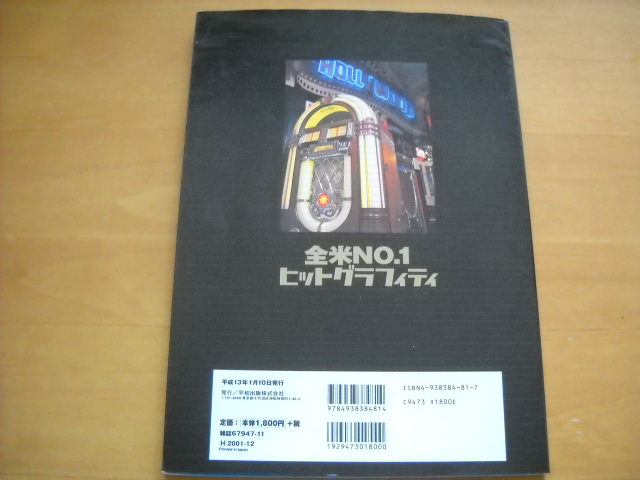 HOLLYWOOD
全米NO.1
ヒットグラフィティ
平成13年1月10日発行
発行/平和出版株式会社
定価: 本体1,800円 +税
雑誌67947-11
H 2001-12
Printed in Japan
9784938384814
1929473018000
ISBN4-938384-81-7
C9473 ¥1800E